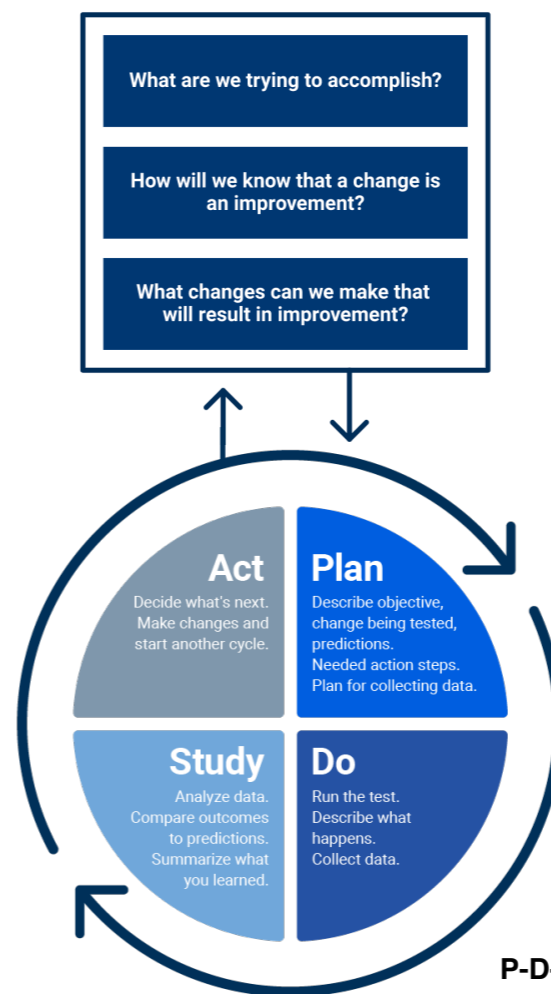 What are we trying to accomplish?
How will we know that a change is
an improvement?
What changes can we make that
will result in improvement?
Act
Decide what's next.
Make changes and
start another cycle.
Plan
Describe objective,
change being tested,
predictions.
Needed action steps.
Plan for collecting data.
Study
Analyze data.
Compare outcomes
to predictions.
Summarize what
you learned.
Do
Run the test.
Describe what
happens.
Collect data.
P-D-